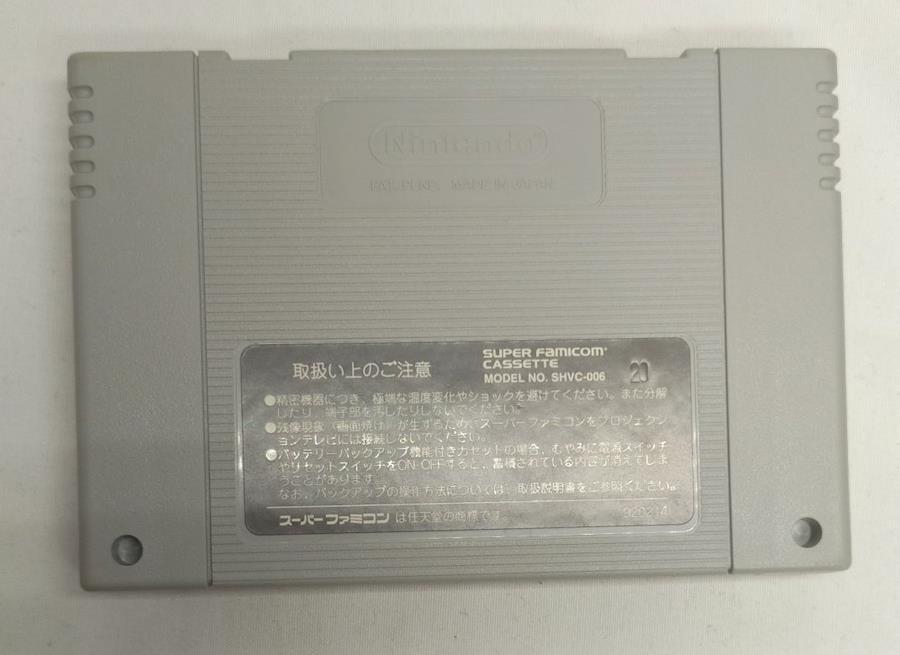 Nintendo®
PAT. PEND. MADE IN JAPAN
取扱い上のご注意
SUPER FAMICOM®
CASSETTE
MODEL NO. SHVC-006
20
●精密機器につき、極端な温度変化やショックを避けてください。また分解
したり、端子部を汚したりしないでください。
●残像現象(画面焼け)が生ずるため、スーパーファミコンをプロジェクシ
ョンテレビには接続しないでください。
●バッテリーバックアップ機能付きカセットの場合、むやみに電源スイッチ
やリセットスイッチをON・OFFすると、蓄積されている内容が消えてしま
うことがあります。
なお、バックアップの操作方法については、取扱説明書をご参照ください。
スーパーファミコンは任天堂の商標です。
920214